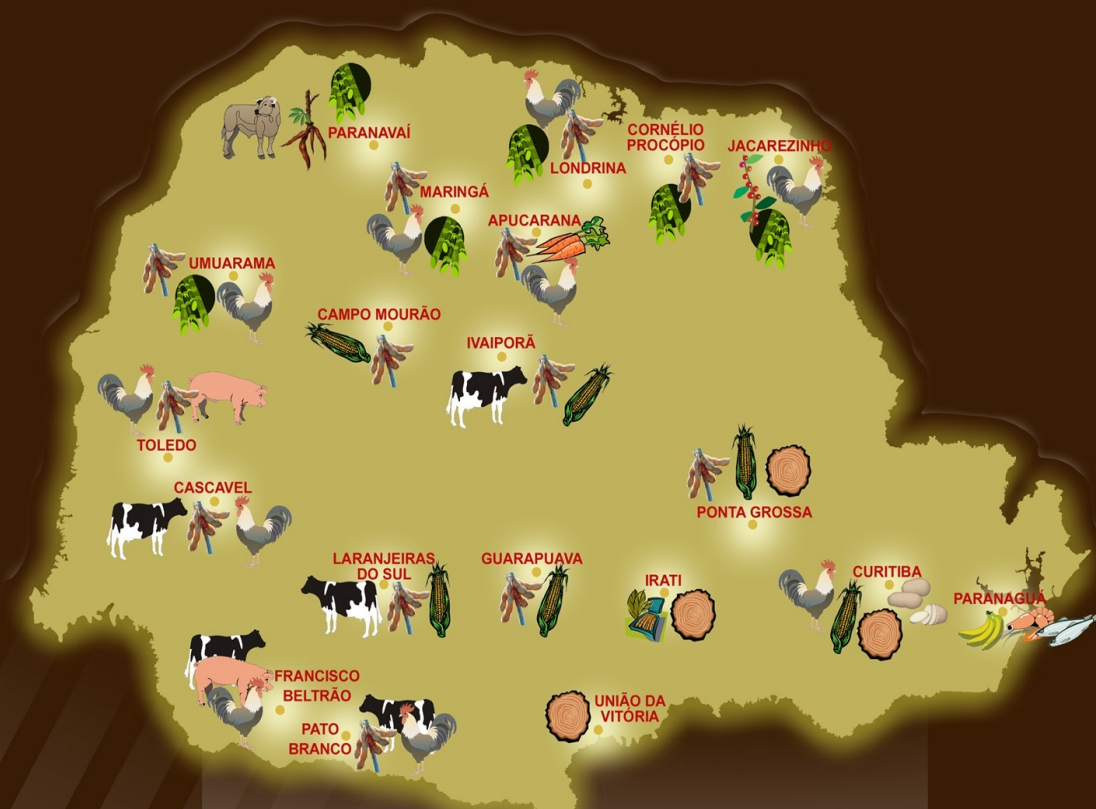 PARANAVAÍ
CORNÉLIO
PROCÓPIO
JACAREZINHO
LONDRINA
MARINGÁ
APUCARANA
UMUARAMA
CAMPO MOURÃO
IVAIPORÃ
TOLEDO
CASCAVEL
PONTA GROSSA
LARANJEIRAS
DO SUL
GUARAPUAVA
IRATI
CURITIBA
PARANAGUÁ
FRANCISCO
BELTRÃO
PATO
BRANCO
UNIÃO DA
VITÓRIA